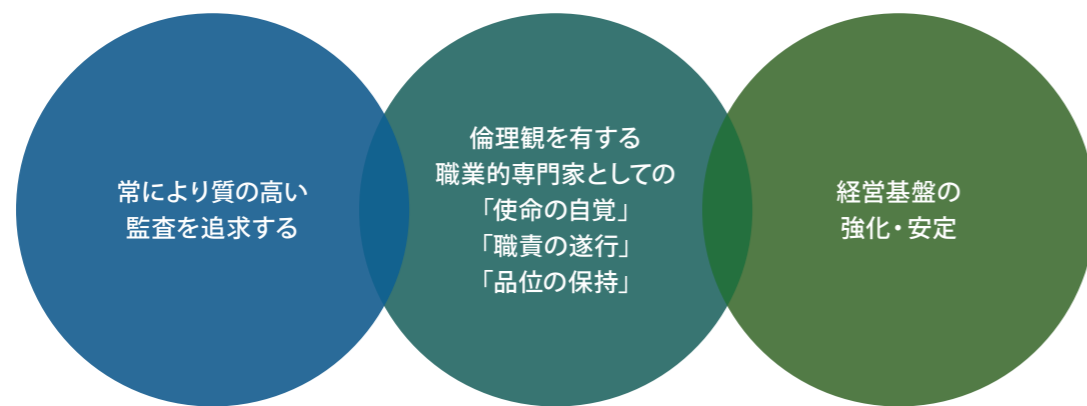 常により質の高い
監査を追求する
倫理観を有する
職業的専門家としての
「使命の自覚」
「職責の遂行」
「品位の保持」
経営基盤の
強化・安定